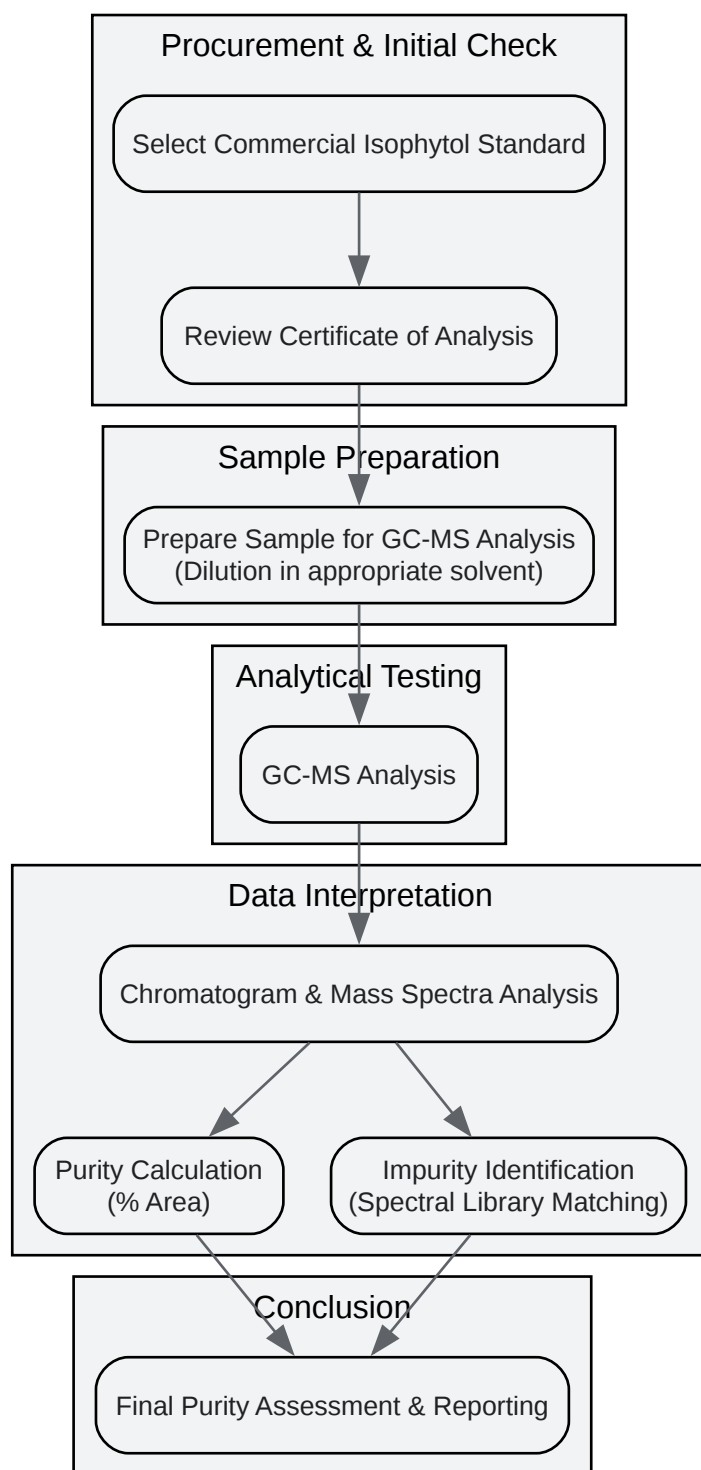 Procurement & Initial Check
Select Commercial Isophytol Standard
Review Certificate of Analysis
Sample Preparation
Prepare Sample for GC-MS Analysis
(Dilution in appropriate solvent)
Analytical Testing
GC-MS Analysis
Data Interpretation
Chromatogram & Mass Spectra Analysis
Purity Calculation
(% Area)
Impurity Identification
(Spectral Library Matching)
Conclusion
Final Purity Assessment & Reporting